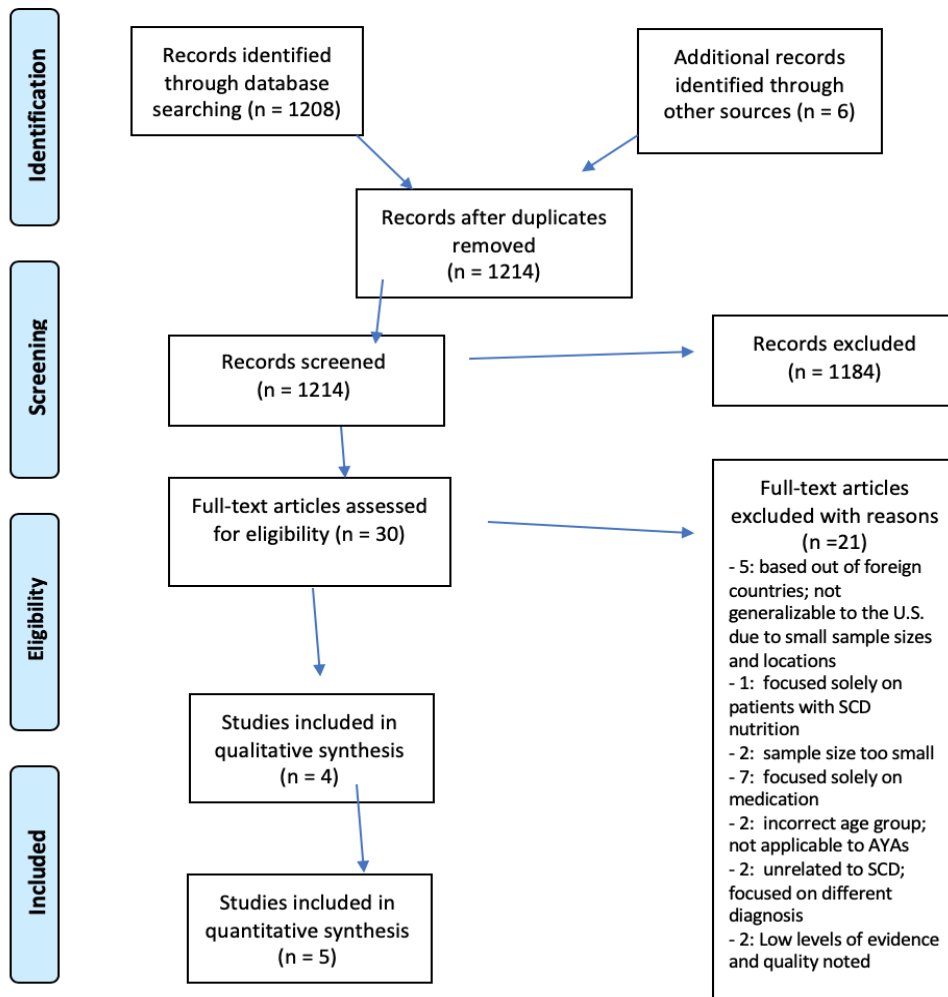 Identification
Records identified
through database
searching (n = 1208)
Additional records
identified through
other sources (n = 6)
Records after duplicates
removed
(n = 1214)
Screening
Records screened
(n = 1214)
Records excluded
(n = 1184)
Eligibility
Full-text articles assessed
for eligibility (n = 30)
Full-text articles
excluded with reasons
(n =21)
- 5: based out of foreign
countries; not
generalizable to the U.S.
due to small sample sizes
and locations
- 1:  focused solely on
patients with SCD
nutrition
- 2:  sample size too small
- 7:  focused solely on
medication
- 2:  incorrect age group;
not applicable to AYAs
- 2:  unrelated to SCD;
focused on different
diagnosis
- 2: Low levels of evidence
and quality noted
Included
Studies included in
qualitative synthesis
(n = 4)
Studies included in
quantitative synthesis
(n = 5)